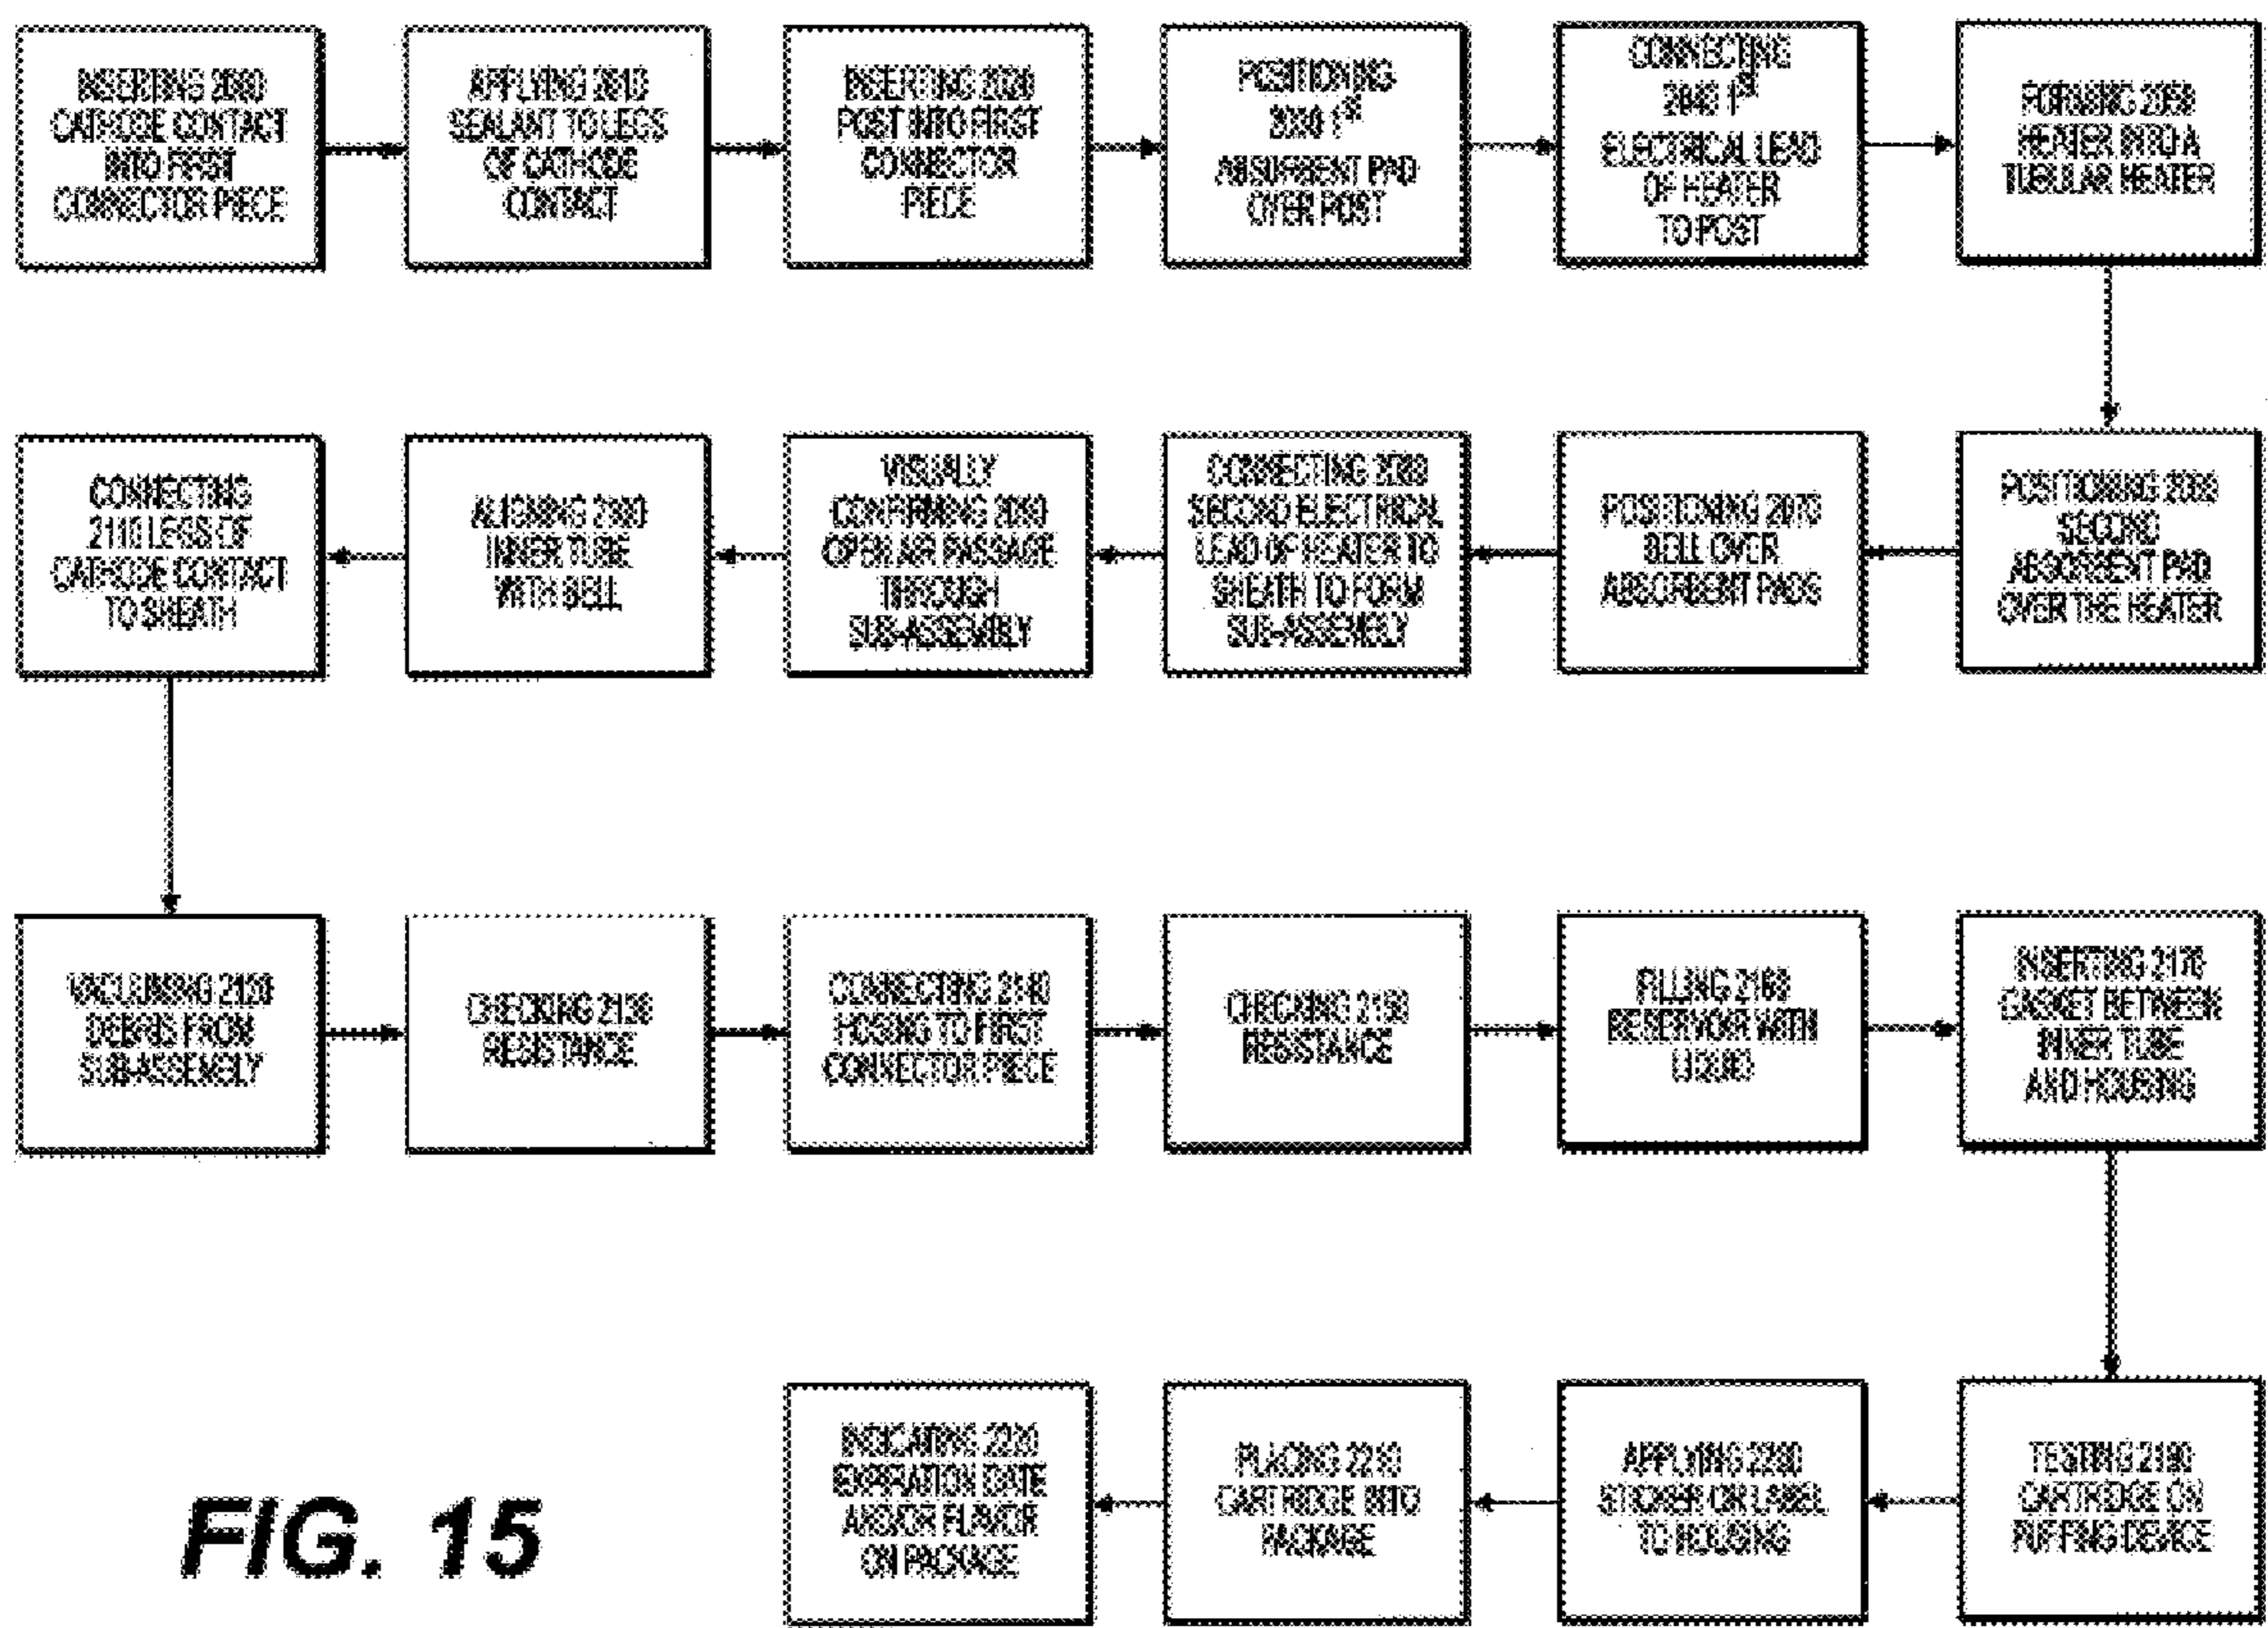 INSERTING 2000
CATHODE CONTACT
INTO FIRST
CONNECTOR PIECE
APPLYING 2010
SEALANT TO LEGS
OF CATHODE
CONTACT
INSERTING 2020
POST INTO FIRST
CONNECTOR
PIECE
POSITIONING
2030 1st
ABSORBENT PAD
OVER POST
CONNECTING
2040 1st
ELECTRICAL LEAD
OF HEATER
TO POST
FORMING 2050
HEATER INTO A
TUBULAR HEATER
POSITIONING 2060
SECOND
ABSORBENT PAD
OVER THE HEATER
POSITIONING 2070
BELL OVER
ABSORBENT PADS
CONNECTING 2080
SECOND ELECTRICAL
LEAD OF HEATER TO
SHEATH TO FORM
SUB-ASSEMBLY
VISUALLY
CONFIRMING 2090
OPEN AIR PASSAGE
THROUGH
SUB-ASSEMBLY
ALIGNING 2100
INNER TUBE
WITH BELL
CONNECTING
2110 LEGS OF
CATHODE CONTACT
TO SHEATH
VACUUMING 2120
DEBRIS FROM
SUB-ASSEMBLY
CHECKING 2130
RESISTANCE
CONNECTING 2140
HOSING TO FIRST
CONNECTOR PIECE
CHECKING 2150
RESISTANCE
FILLING 2160
RESERVOIR WITH
LIQUID
INSERTING 2170
GASKET BETWEEN
INNER TUBE
AND HOUSING
TESTING
CARTRIDGE ON
PUFFING DEVICE
APPLYING 2200
STICKER OR LABEL
TO HOUSING
PLACING 2210
CARTRIDGE INTO
PACKAGE
INDICATING 2220
EXPIRATION DATE
AND/OR FLAVOR
ON PACKAGE
FIG. 15